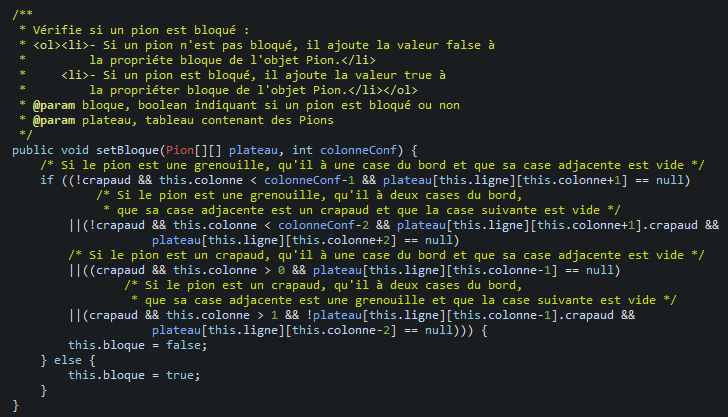 /**
 * Vérifie si un pion est bloqué :
 * <ol><li>- Si un pion n'est pas bloqué, il ajoute la valeur false à
 *         la propriéte bloque de l'objet Pion.</li>
 *     <li>- Si un pion est bloqué, il ajoute la valeur true à
 *         la propriéter bloque de l'objet Pion.</li></ol>
 * @param bloque, boolean indiquant si un pion est bloqué ou non
 * @param plateau, tableau contenant des Pions
 */
public void setBloque(Pion[][] plateau, int colonneConf) {
    /* Si le pion est une grenouille, qu'il à une case du bord et que sa case adjacente est vide */
    if ((!crapaud && this.colonne < colonneConf-1 && plateau[this.ligne][this.colonne+1] == null)
            /* Si le pion est une grenouille, qu'il à deux cases du bord,
             * que sa case adjacente est un crapaud et que la case suivante est vide */
        ||(!crapaud && this.colonne < colonneConf-2 && plateau[this.ligne][this.colonne+1].crapaud &&
                    plateau[this.ligne][this.colonne+2] == null)
        /* Si le pion est un crapaud, qu'il à une case du bord et que sa case adjacente est vide */
        ||((crapaud && this.colonne > 0 && plateau[this.ligne][this.colonne-1] == null)
                /* Si le pion est un crapaud, qu'il à deux cases du bord,
                 * que sa case adjacente est une grenouille et que la case suivante est vide */
        ||(crapaud && this.colonne > 1 && !plateau[this.ligne][this.colonne-1].crapaud &&
                    plateau[this.ligne][this.colonne-2] == null))) {
        this.bloque = false;
    } else {
        this.bloque = true;
    }
}